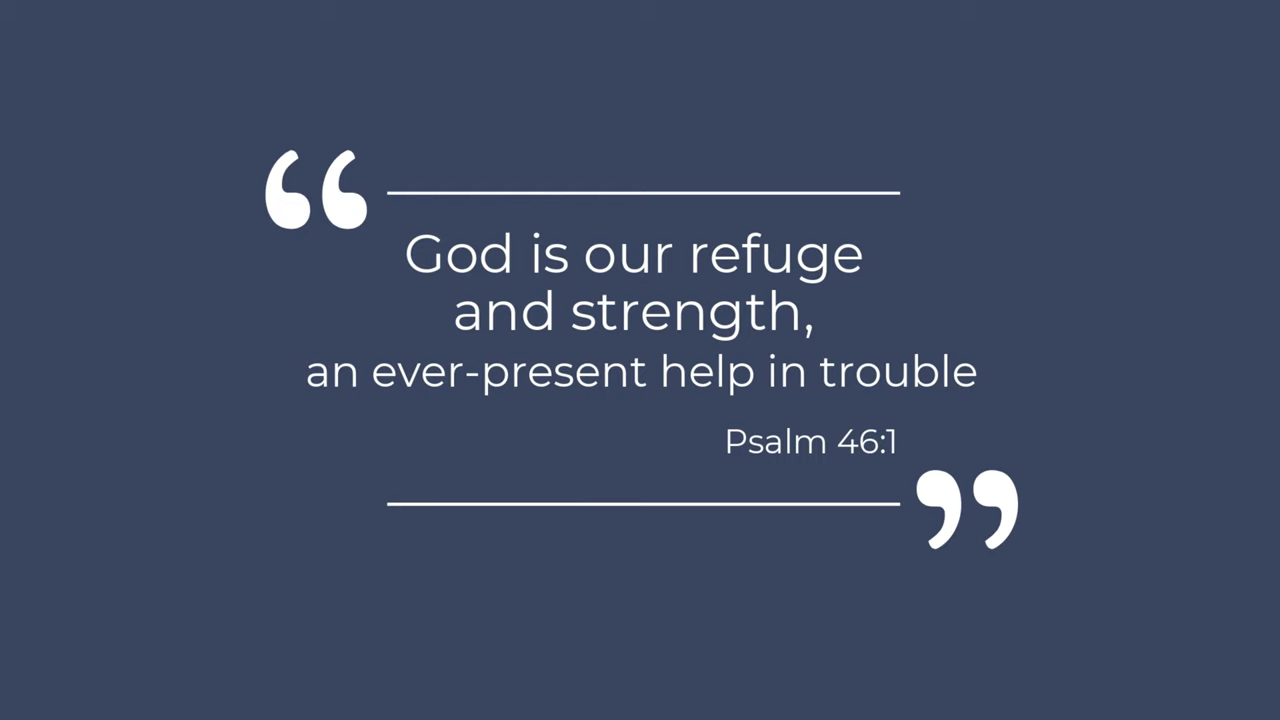 “
God is our refuge
and strength,
an ever-present help in trouble
Psalm 46:1
”